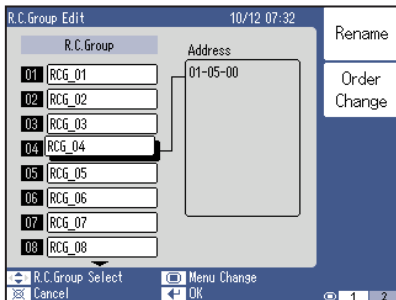 R.C.Group Edit 10/12 07:32
Rename
Order
Change
R.C.Group
Address
01-05-00
01 RCG_01
02 RCG_02
03 RCG_03
04 RCG_04
05 RCG_05
06 RCG_06
07 RCG_07
08 RCG_08
R.C.Group Select Menu Change
Cancel OK
1 2